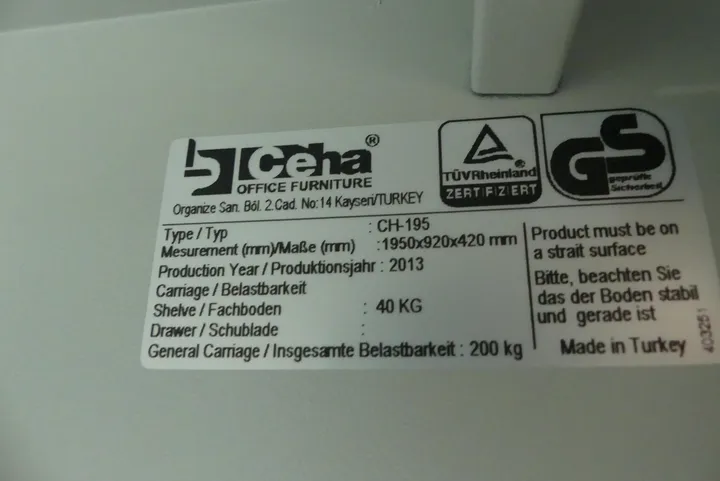 Ceha®
OFFICE FURNITURE
Organize San. Böl. 2.Cad. No:14 Kayseri/TURKEY
TÜVRheinland®
ZERTIFIZIERT
GS
geprüfte
Sicherheit
Type / Typ : CH-195
Mesurement (mm)/Maße (mm) : 1950x920x420 mm
Production Year / Produktionsjahr : 2013
Carriage / Belastbarkeit
Shelve / Fachboden : 40 KG
Drawer / Schublade :
General Carriage / Insgesamte Belastbarkeit : 200 kg
Product must be on
a strait surface
Bitte, beachten Sie
das der Boden stabil
und gerade ist
Made in Turkey
403251